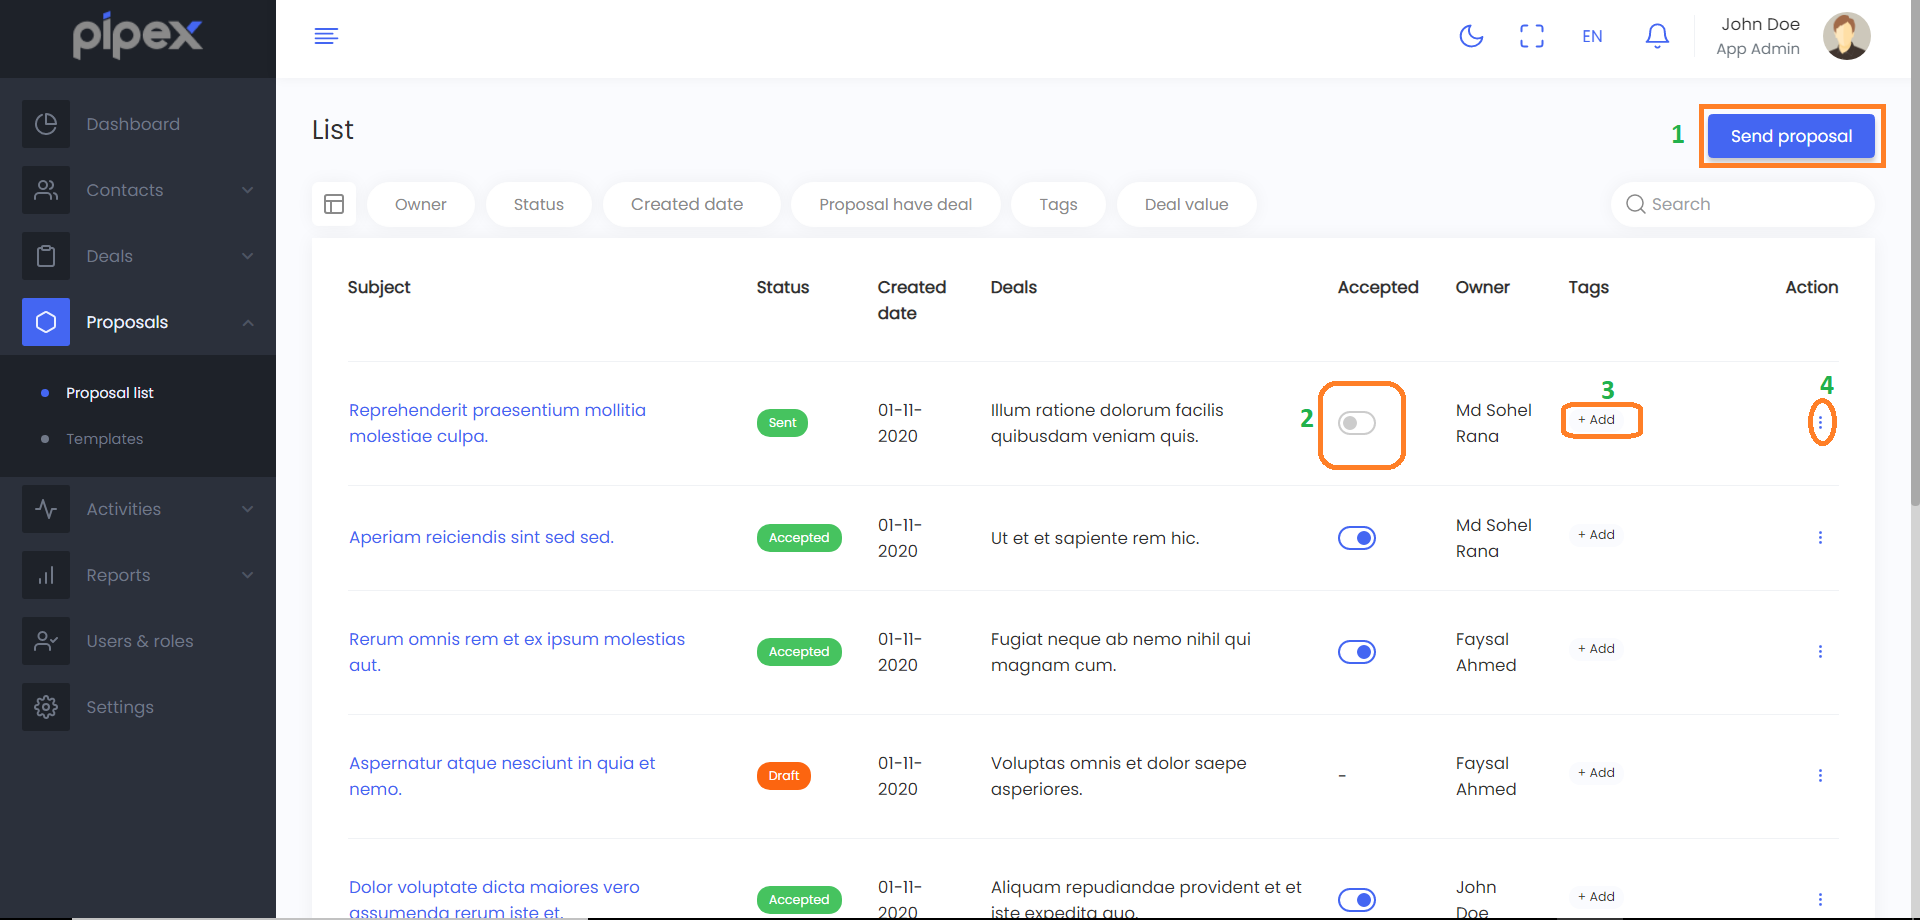 pipex
EN
John Doe
App Admin
Dashboard
Contacts
Deals
Proposals
Proposal list
Templates
Activities
Reports
Users & roles
Settings
List
1
Send proposal
Owner
Status
Created date
Proposal have deal
Tags
Deal value
Search
Subject
Status
Created
date
Deals
Accepted
Owner
Tags
Action
Reprehenderit praesentium mollitia
molestiae culpa.
Sent
01-11-
2020
Illum ratione dolorum facilis
quibusdam veniam quis.
2
Md Sohel
Rana
3
+ Add
4
Aperiam reiciendis sint sed sed.
Accepted
01-11-
2020
Ut et et sapiente rem hic.
Md Sohel
Rana
+ Add
Rerum omnis rem et ex ipsum molestias
aut.
Accepted
01-11-
2020
Fugiat neque ab nemo nihil qui
magnam cum.
Faysal
Ahmed
+ Add
Aspernatur atque nesciunt in quia et
nemo.
Draft
01-11-
2020
Voluptas omnis et dolor saepe
asperiores.
-
Faysal
Ahmed
+ Add
Dolor voluptate dicta maiores vero
assumenda rerum iste et.
Accepted
01-11-
2020
Aliquam repudiandae provident et et
iste expedita quo.
John
Doe
+ Add